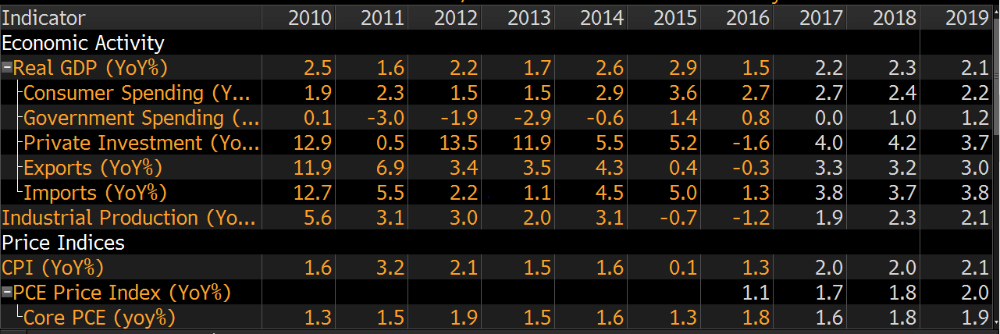 Indicator 2010 2011 2012 2013 2014 2015 2016 2017 2018 2019
Economic Activity
Real GDP (YoY%) 2.5 1.6 2.2 1.7 2.6 2.9 1.5 2.2 2.3 2.1
Consumer Spending (Y... 1.9 2.3 1.5 1.5 2.9 3.6 2.7 2.7 2.4 2.2
Government Spending (... 0.1 -3.0 -1.9 -2.9 -0.6 1.4 0.8 0.0 1.0 1.2
Private Investment (Yo... 12.9 0.5 13.5 11.9 5.5 5.2 -1.6 4.0 4.2 3.7
Exports (YoY%) 11.9 6.9 3.4 3.5 4.3 0.4 -0.3 3.3 3.2 3.0
Imports (YoY%) 12.7 5.5 2.2 1.1 4.5 5.0 1.3 3.8 3.7 3.8
Industrial Production (Yo... 5.6 3.1 3.0 2.0 3.1 -0.7 -1.2 1.9 2.3 2.1
Price Indices
CPI (YoY%) 1.6 3.2 2.1 1.5 1.6 0.1 1.3 2.0 2.0 2.1
PCE Price Index (YoY%) 1.1 1.7 1.8 2.0
Core PCE (yoy%) 1.3 1.5 1.9 1.5 1.6 1.3 1.8 1.6 1.8 1.9